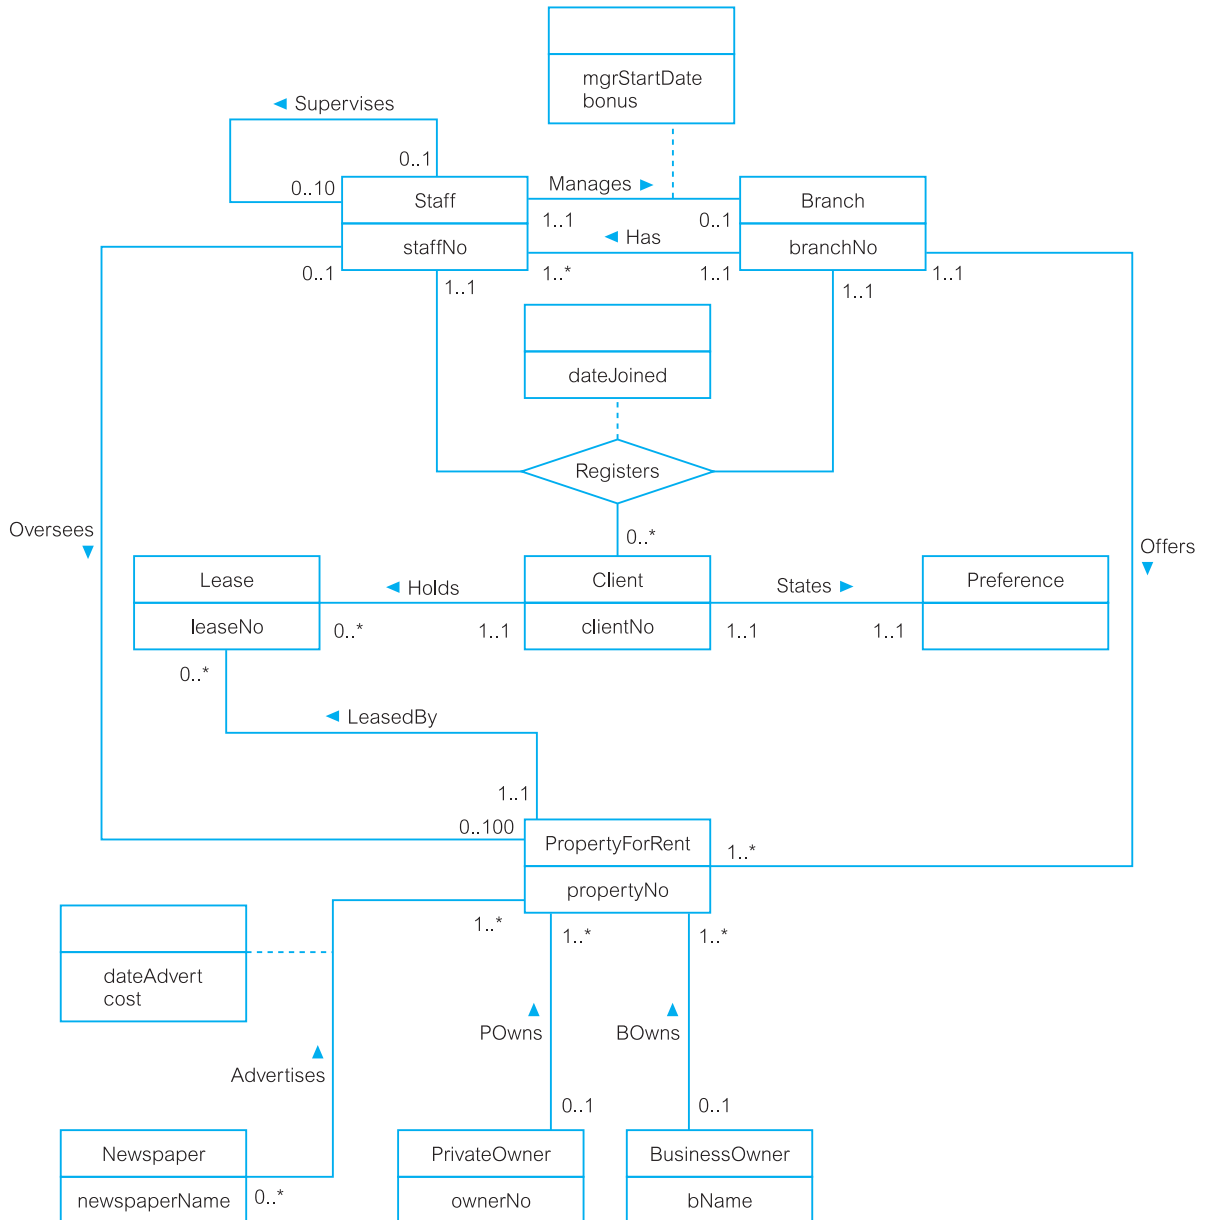 mgrStartDate
bonus
◄ Supervises
0..1
0..10
Staff
Manages ►
Branch
1..1
0..1
staffNo
◄ Has
branchNo
0..1
1..1
1..*
1..1
1..1
1..1
dateJoined
Registers
Oversees
▼
0..*
Offers
▼
Lease
◄ Holds
Client
States ►
Preference
leaseNo
0..*
1..1
clientNo
1..1
1..1
0..*
◄ LeasedBy
1..1
0..100
PropertyForRent
1..*
propertyNo
1..*
1..*
1..*
dateAdvert
cost
▲
POwns
▲
BOwns
▲
Advertises
0..1
0..1
Newspaper
PrivateOwner
BusinessOwner
newspaperName
0..*
ownerNo
bName